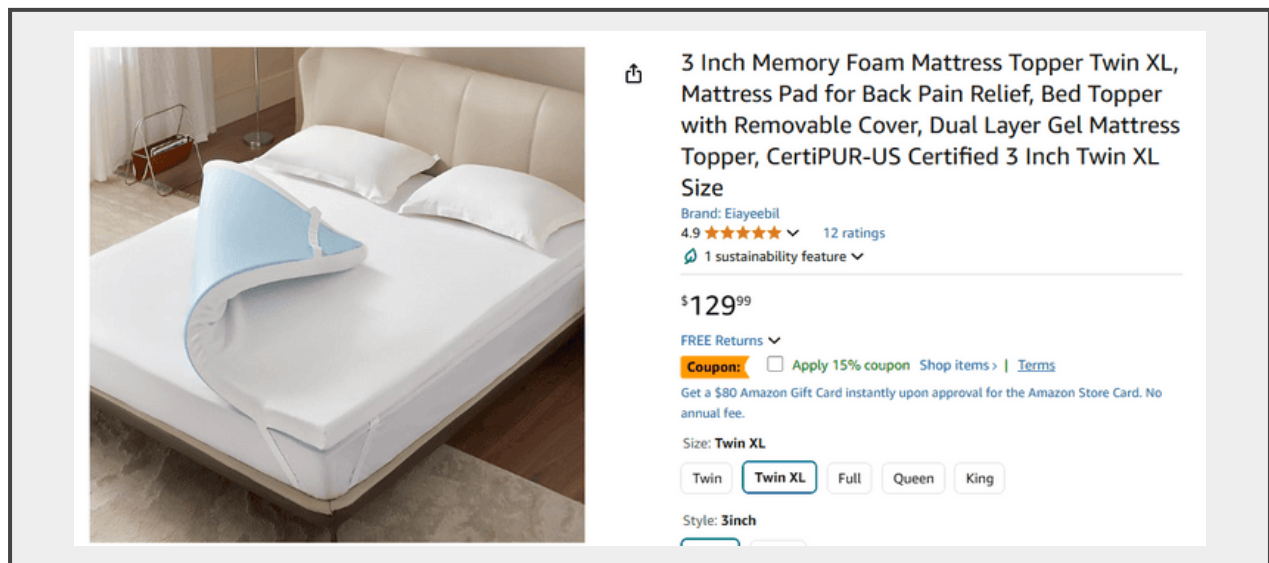 3 Inch Memory Foam Mattress Topper Twin XL,
Mattress Pad for Back Pain Relief, Bed Topper
with Removable Cover, Dual Layer Gel Mattress
Topper, CertiPUR-US Certified 3 Inch Twin XL
Size
Brand: Eiayeebil
4.9 12 ratings
1 sustainability feature
$129.99
FREE Returns
Coupon: Apply 15% coupon Shop items› | Terms
Get a $80 Amazon Gift Card instantly upon approval for the Amazon Store Card. No
annual fee.
Size: Twin XL
Twin Twin XL Full Queen King
Style: 3inch